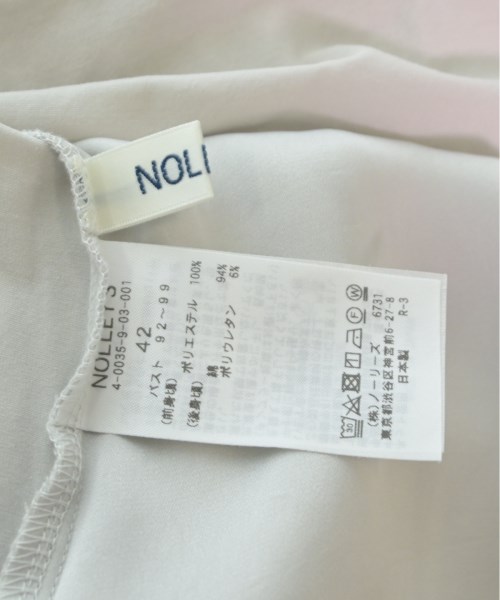 NOLL
NOLLEY'S
4-0035-9-03-001
42
バスト 92～99
(前身頃) ポリエステル 100%
(後身頃) 綿 94%
ポリウレタン 6%
30
(株)ノーリーズ 6731
東京都渋谷区神宮前6-27-8
日本製 R-3